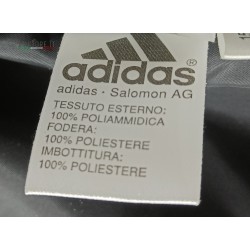 adidas®
adidas - Salomon AG
TESSUTO ESTERNO:
100% POLIAMMIDICA
FODERA:
100% POLIESTERE
IMBOTTITURA:
100% POLIESTERE